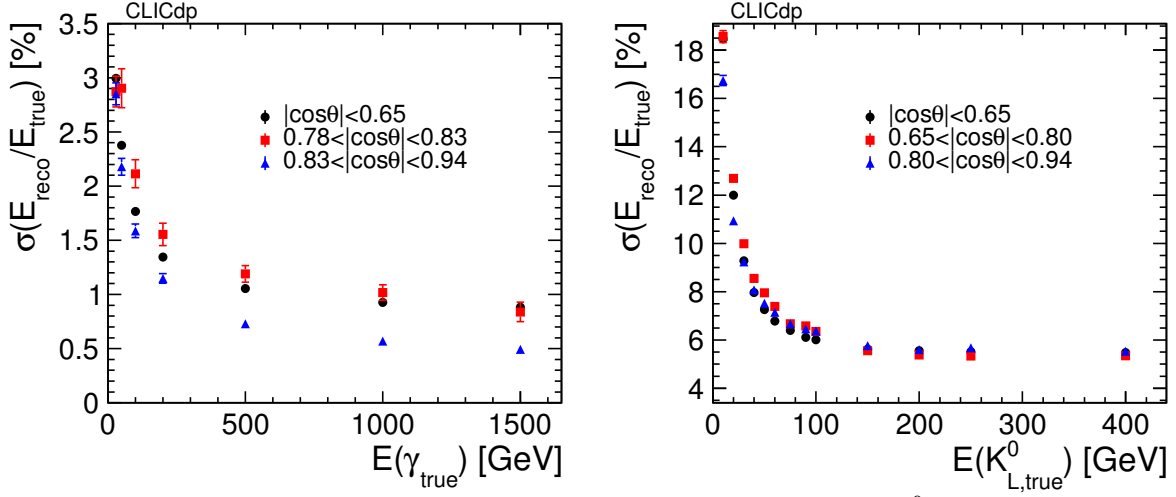 CLICdp
σ(E_reco/E_true) [%]
3.5
3
2.5
2
1.5
1
0.5
0
|cosθ|<0.65
0.78<|cosθ|<0.83
0.83<|cosθ|<0.94
0 500 1000 1500
E(γ_true) [GeV]
CLICdp
σ(E_reco/E_true) [%]
18
16
14
12
10
8
6
4
|cosθ|<0.65
0.65<|cosθ|<0.80
0.80<|cosθ|<0.94
0 100 200 300 400
E(K^0_L,true) [GeV]